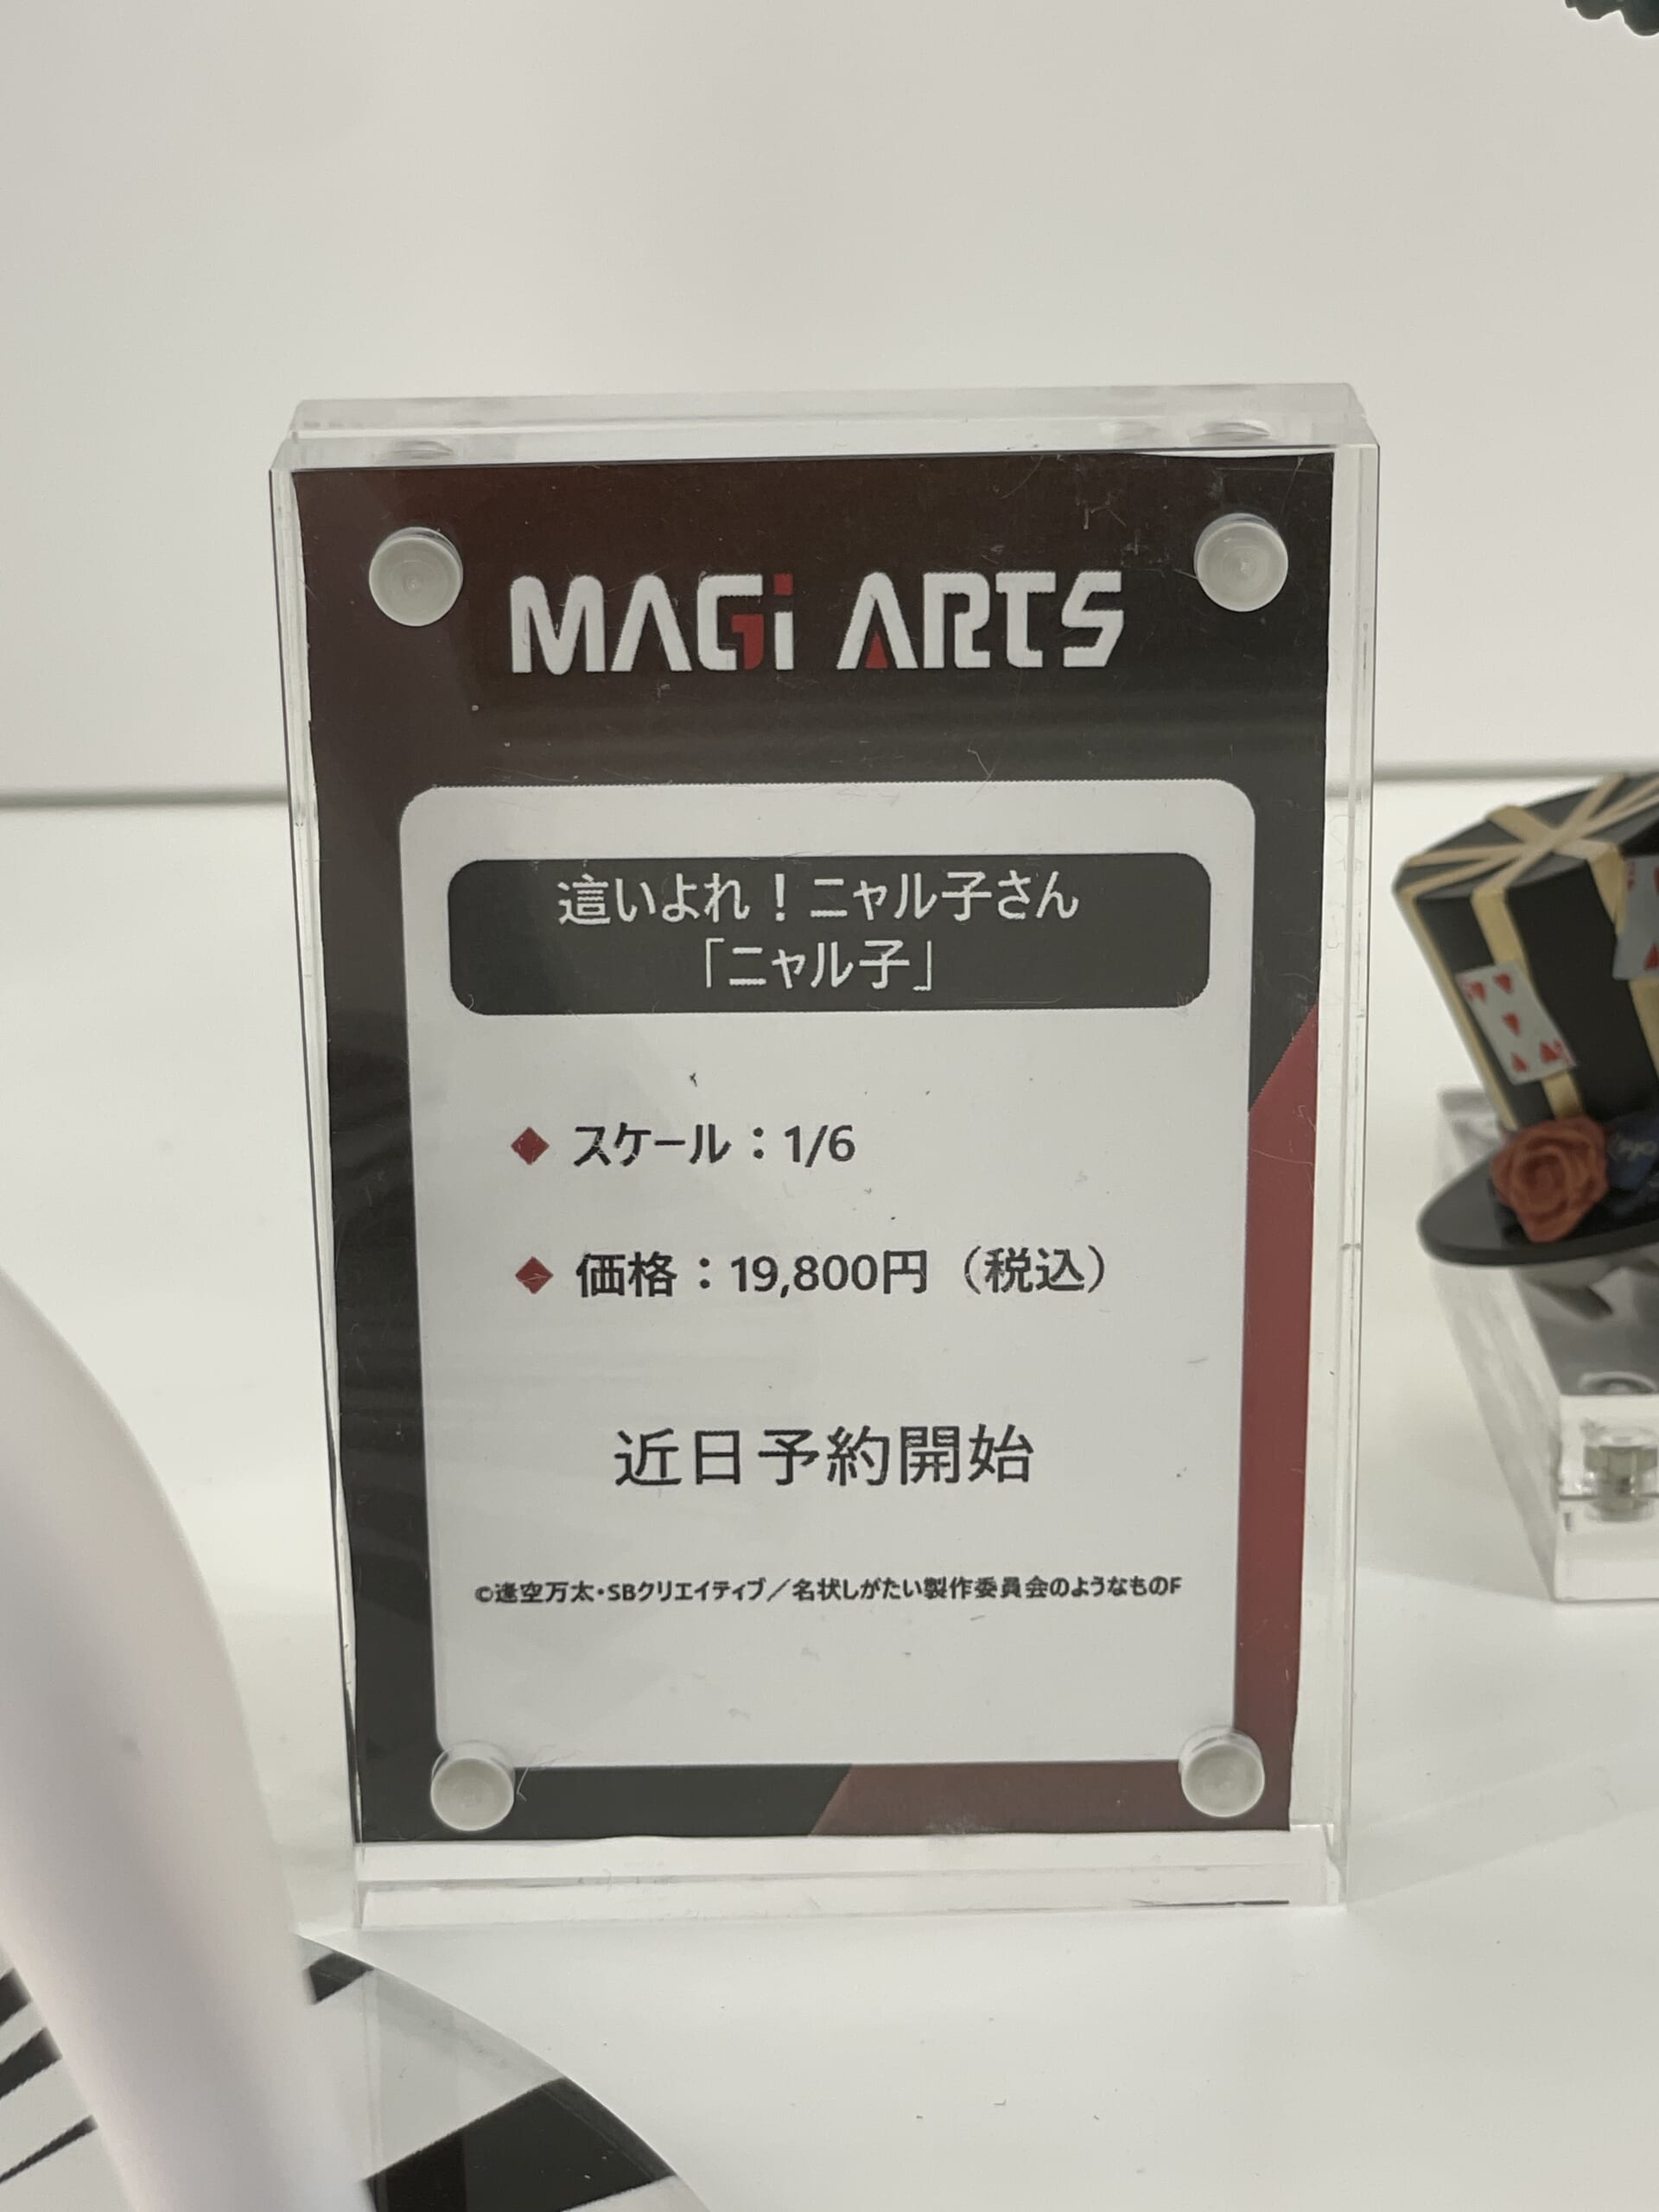 MAGi ARTS
這いよれ！ニャル子さん
「ニャル子」
◆ スケール：1/6
◆ 価格：19,800円（税込）
近日予約開始
©逢空万太・SBクリエイティブ／名状しがたい製作委員会のようなものF